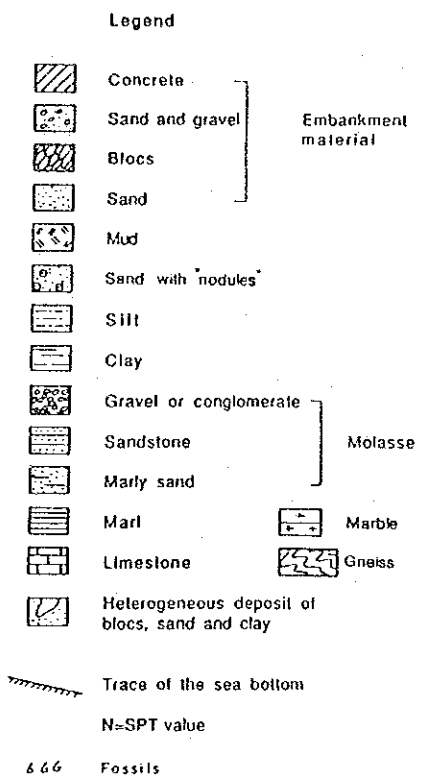 Legend
Concrete
Sand and gravel
Embankment
material
Blocs
Sand
Mud
Sand with "nodules"
Silt
Clay
Gravel or conglomerate
Sandstone
Molasse
Marly sand
Marl
Marble
Limestone
Gneiss
Heterogeneous deposit of
blocs, sand and clay
Trace of the sea bottom
N=SPT value
Fossils